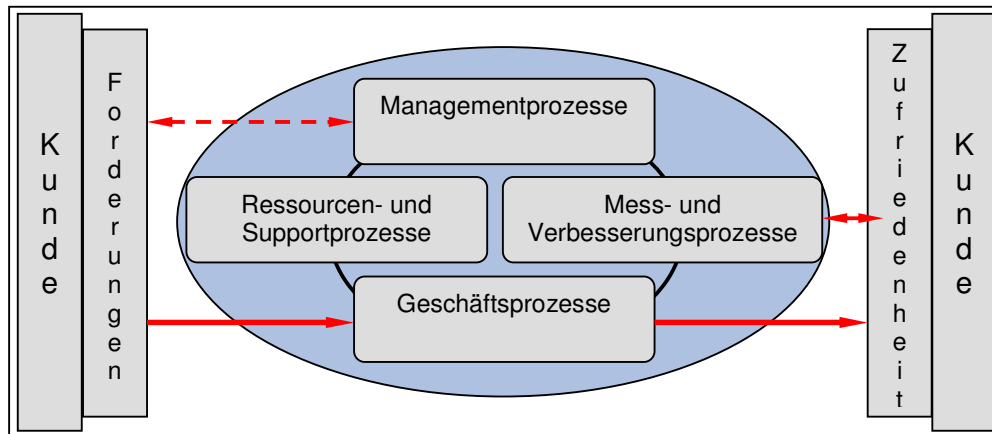 Kunde
Forderungen
Managementprozesse
Ressourcen- und
Supportprozesse
Mess- und
Verbesserungsprozesse
Geschäftsprozesse
Zufriedenheit
Kunde